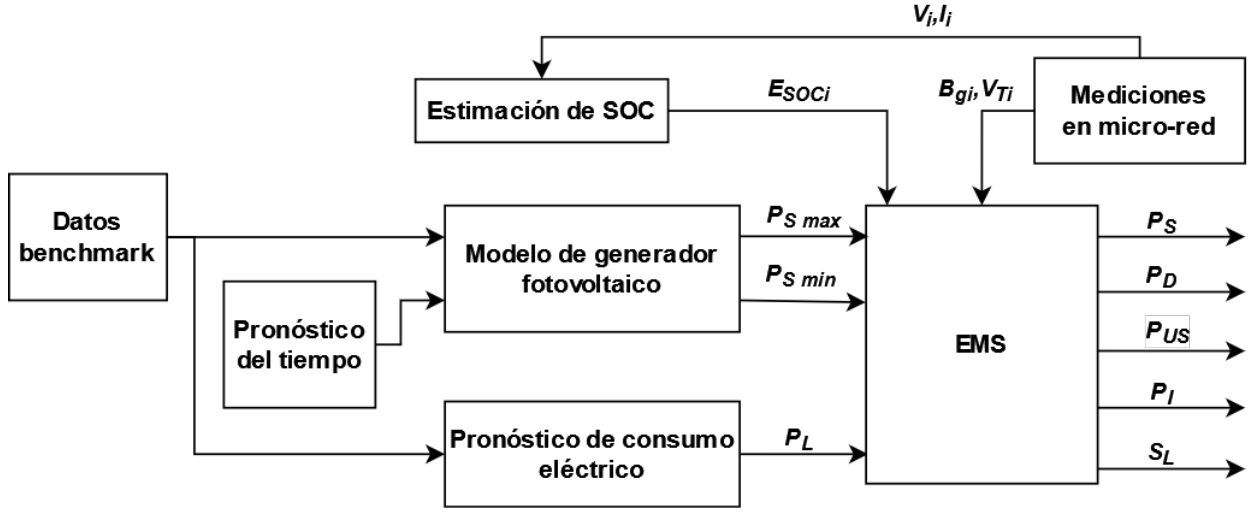 V_i,I_i
Estimación de SOC
E_SOCi
B_gi,V_Ti
Mediciones
en micro-red
Datos
benchmark
Modelo de generador
fotovoltaico
P_S max
P_S min
Pronóstico
del tiempo
Pronóstico de consumo
eléctrico
P_L
EMS
P_S
P_D
P_US
P_I
S_L